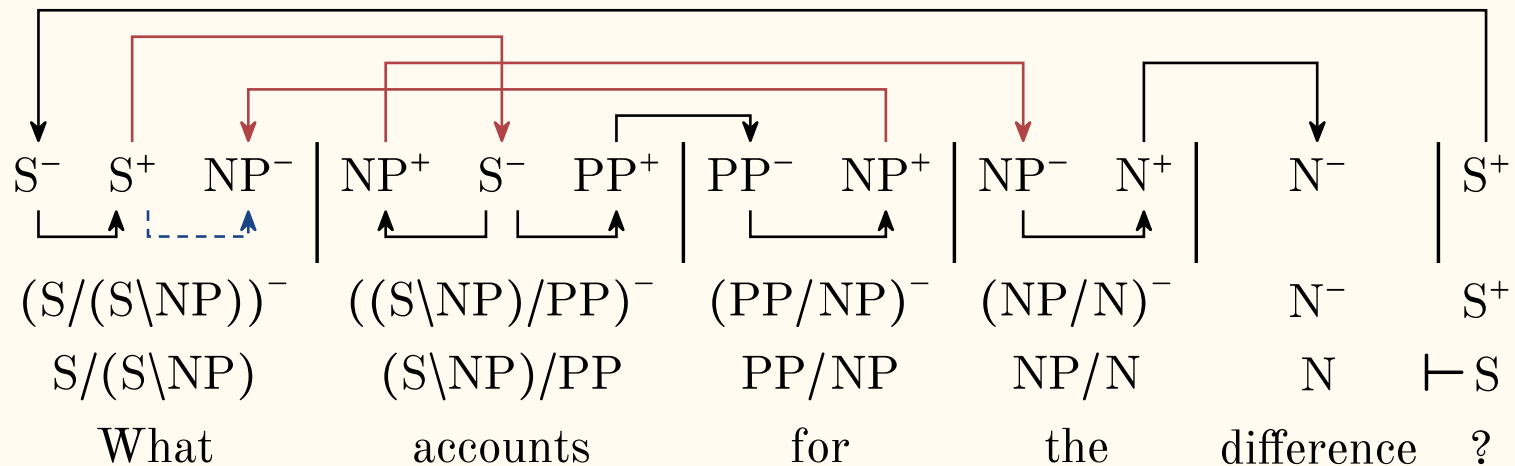 S⁻ S⁺ NP⁻ NP⁺ S⁻ PP⁺ PP⁻ NP⁺ NP⁻ N⁺ N⁻ S⁺
(S/(S\NP))⁻ ((S\NP)/PP)⁻ (PP/NP)⁻ (NP/N)⁻ N⁻ S⁺
S/(S\NP) (S\NP)/PP PP/NP NP/N N ⊢ S
What accounts for the difference ?